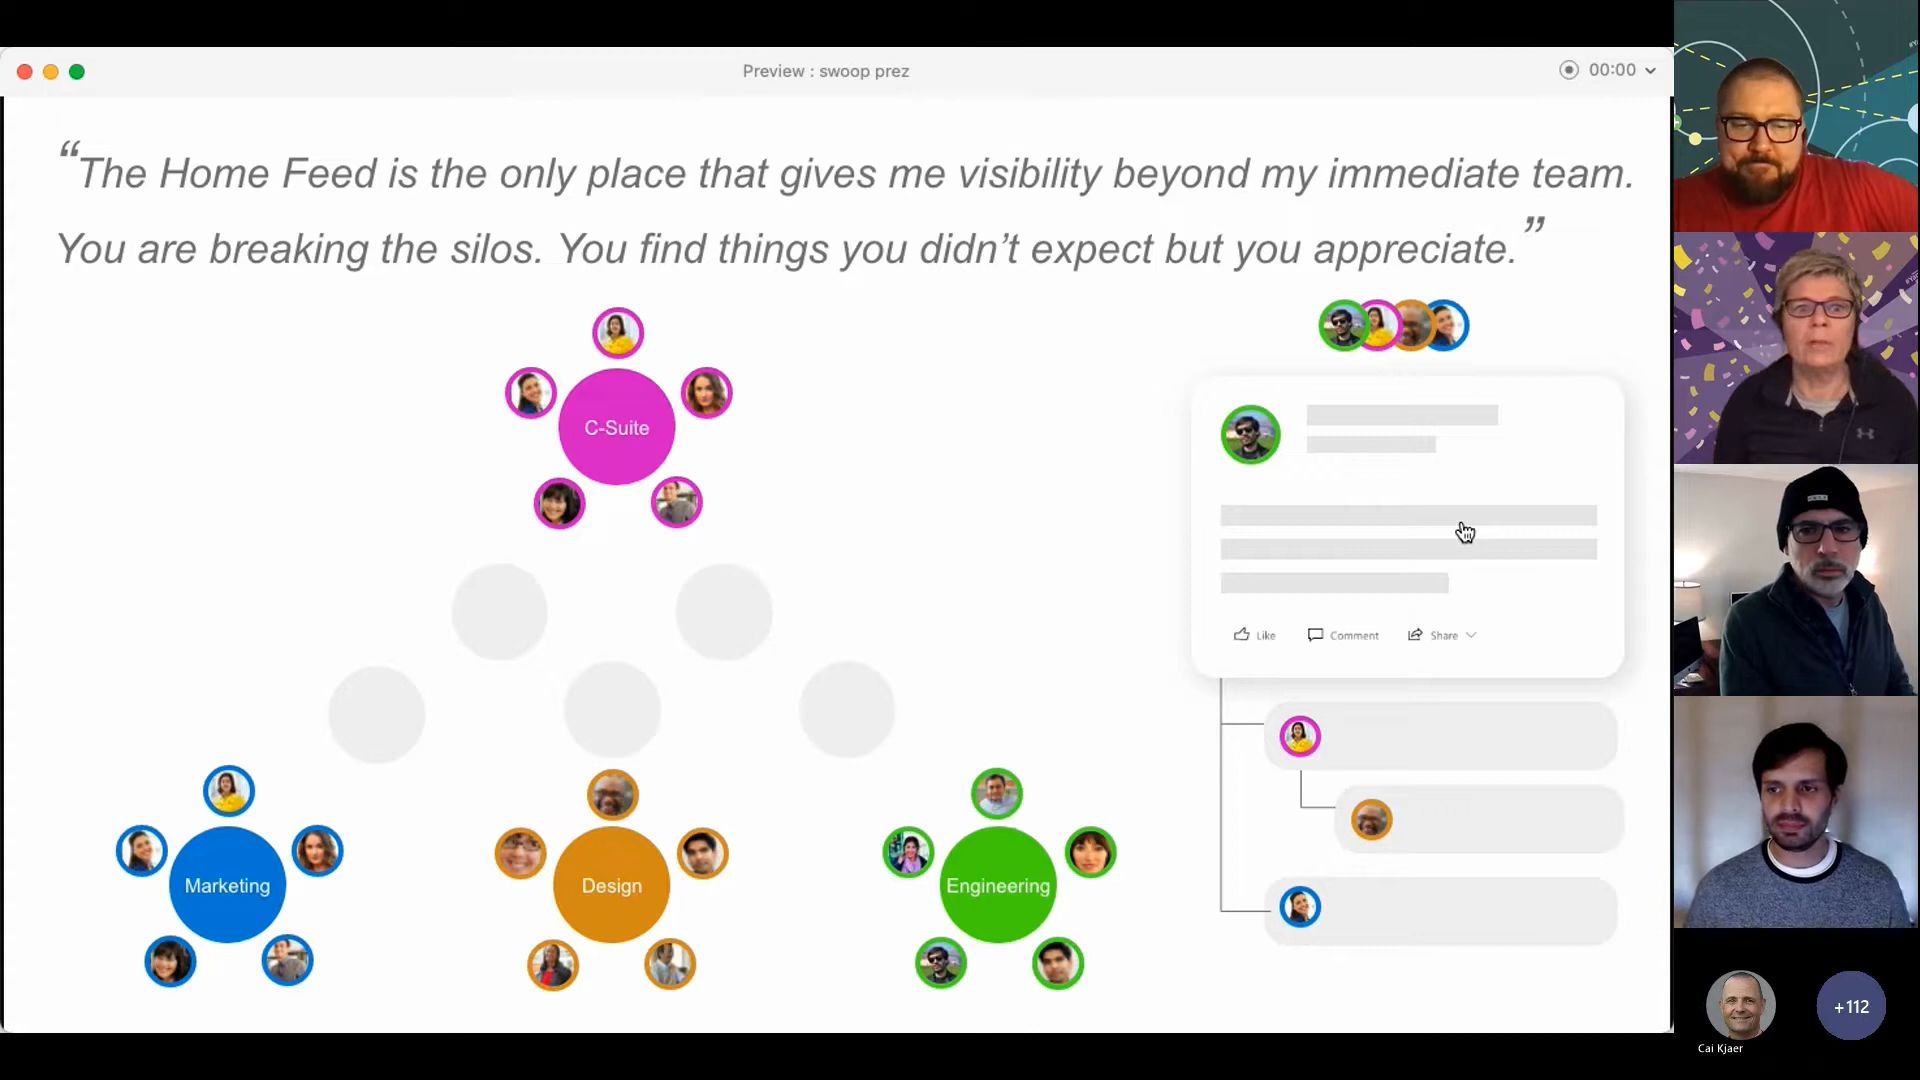 Preview : swoop prez
00:00
“The Home Feed is the only place that gives me visibility beyond my immediate team.
You are breaking the silos. You find things you didn’t expect but you appreciate.”
C-Suite
Like
Comment
Share
Marketing
Design
Engineering
+112
Cai Kjaer